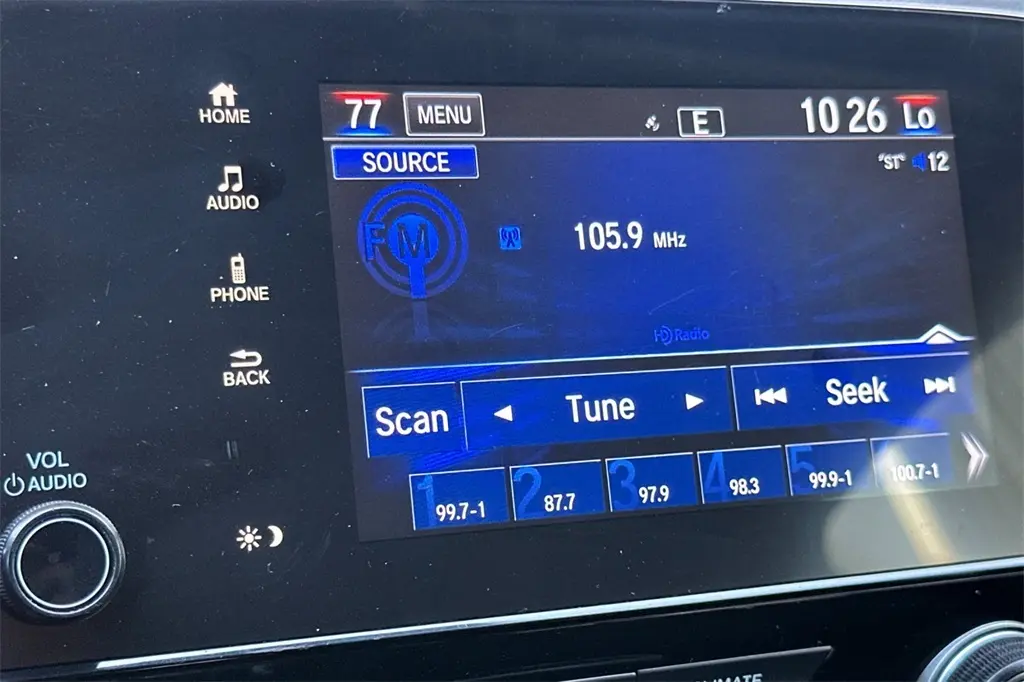 HOME
AUDIO
PHONE
BACK
VOL
AUDIO
77 MENU E 10 26 Lo
SOURCE "ST" 12
FM 105.9 MHz
HD Radio
Scan Tune Seek
1 99.7-1 2 87.7 3 97.9 4 98.3 5 99.9-1 100.7-1